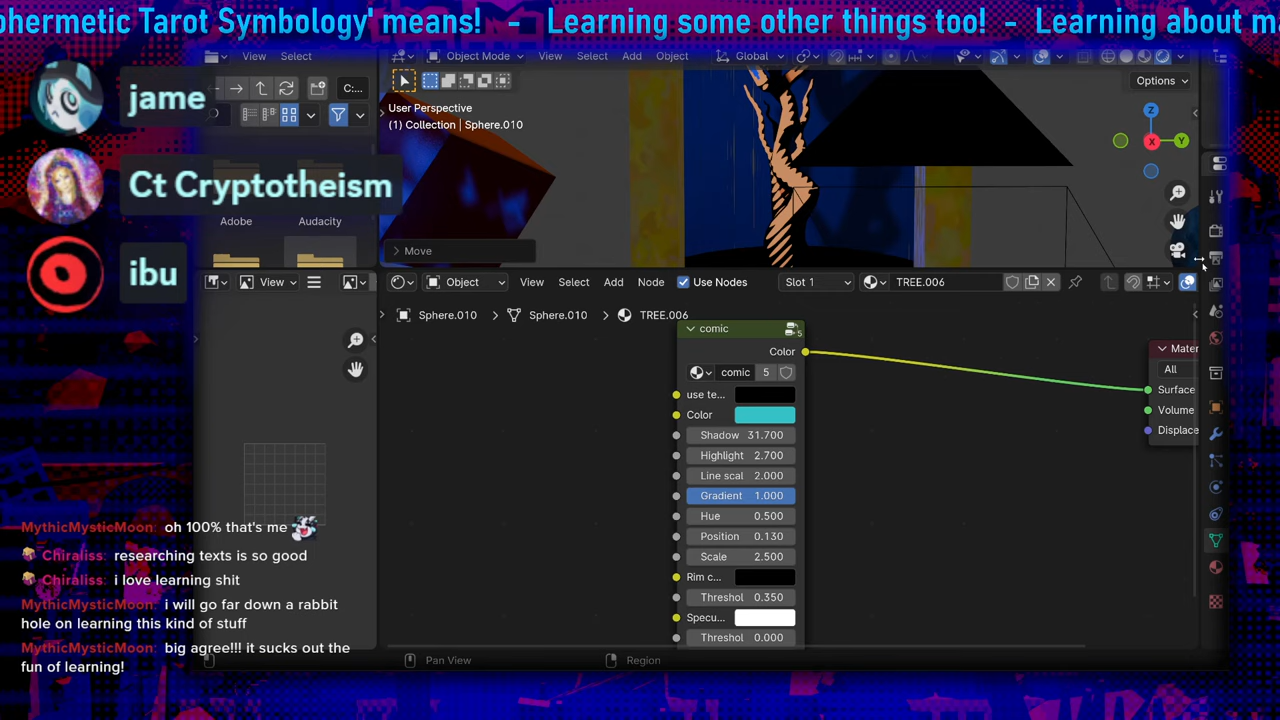 phermetic Tarot Symbology' means! - Learning some other things too! - Learning about m
jame
Ct Cryptotheism
ibu
View Select
C:...
Adobe Audacity
Object Mode View Select Add Object Global
Options
User Perspective
(1) Collection | Sphere.010
Z
X
Y
Move
View
Object View Select Add Node Use Nodes Slot 1 TREE.006
Sphere.010 > Sphere.010 > TREE.006
comic
5
Color
comic 5
use te...
Color
Shadow 31.700
Highlight 2.700
Line scal 2.000
Gradient 1.000
Hue 0.500
Position 0.130
Scale 2.500
Rim c...
Threshol 0.350
Specu...
Threshol 0.000
Mater
All
Surface
Volume
Displace
MythicMysticMoon: oh 100% that's me
Chiraliss: researching texts is so good
Chiraliss: i love learning shit
MythicMysticMoon: i will go far down a rabbit
hole on learning this kind of stuff
MythicMysticMoon: big agree!!! it sucks out the
fun of learning!
Pan View
Region